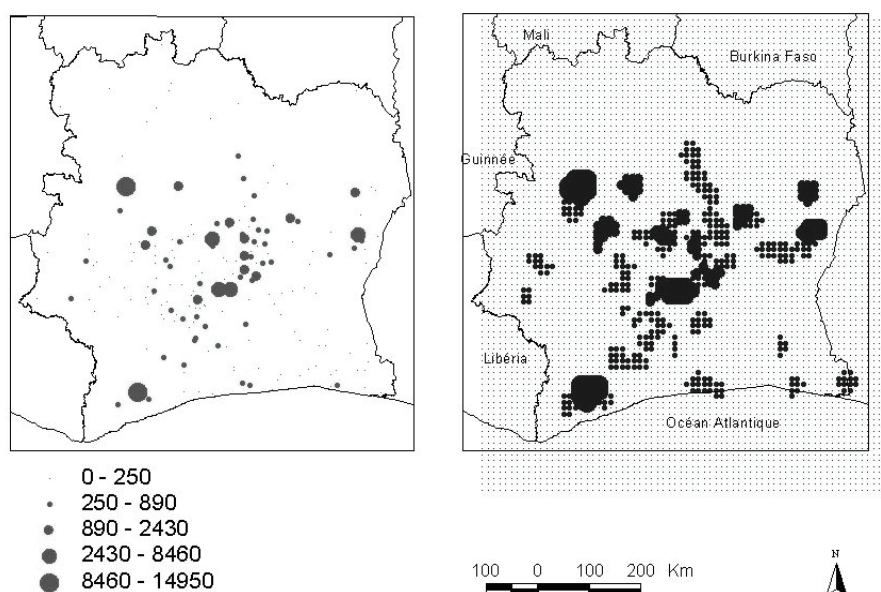 Mali
Burkina Faso
Guinnée
Libéria
Océan Atlantique
0 - 250
250 - 890
890 - 2430
2430 - 8460
8460 - 14950
100 0 100 200 Km
N